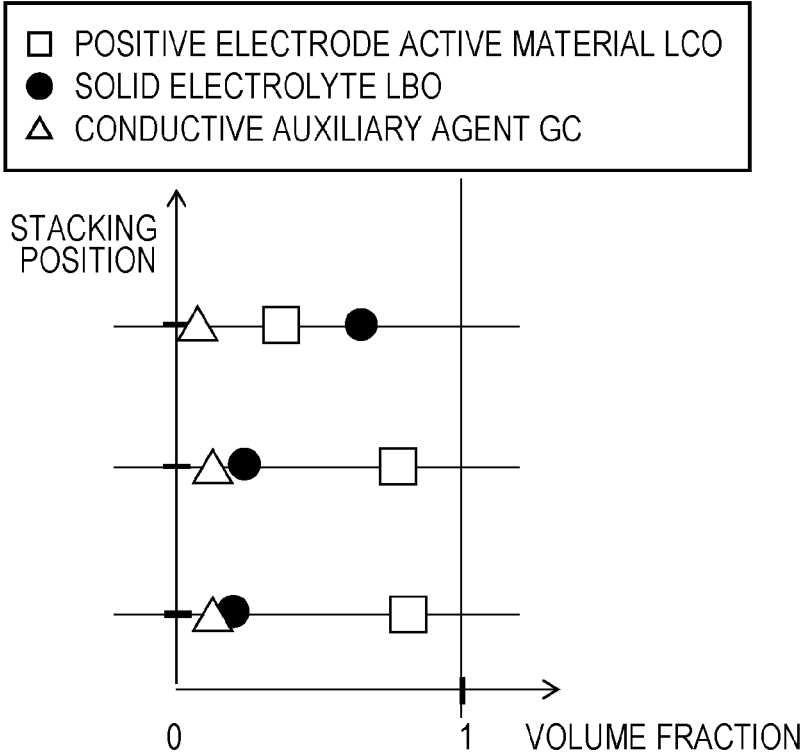 POSITIVE ELECTRODE ACTIVE MATERIAL LCO
SOLID ELECTROLYTE LBO
CONDUCTIVE AUXILIARY AGENT GC
STACKING
POSITION
0
1
VOLUME FRACTION